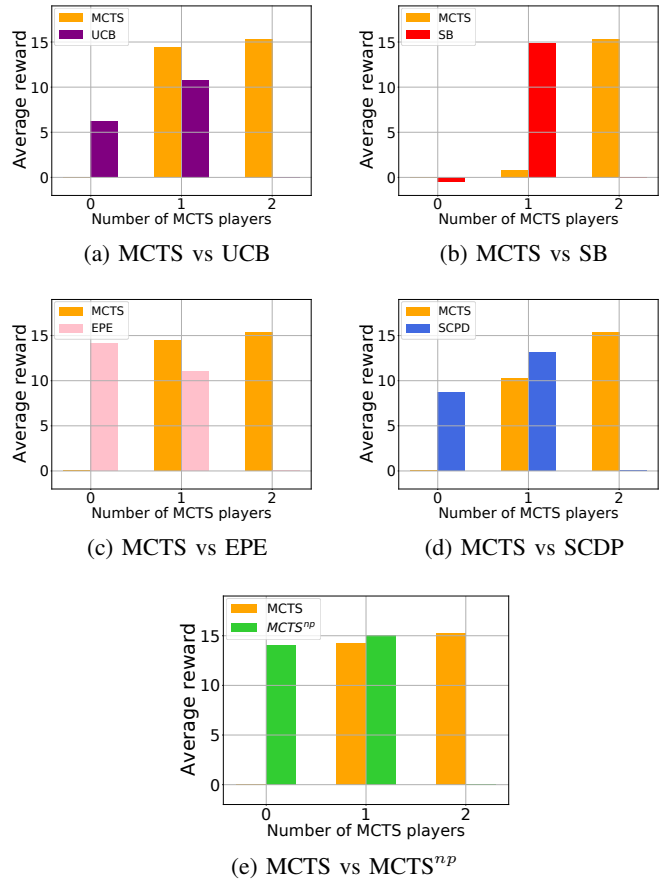 MCTS
UCB
Average reward
15
10
5
0
0 1 2
Number of MCTS players
(a) MCTS vs UCB
MCTS
SB
Average reward
15
10
5
0
0 1 2
Number of MCTS players
(b) MCTS vs SB
MCTS
EPE
Average reward
15
10
5
0
0 1 2
Number of MCTS players
(c) MCTS vs EPE
MCTS
SCPD
Average reward
15
10
5
0
0 1 2
Number of MCTS players
(d) MCTS vs SCDP
MCTS
MCTS^{np}
Average reward
15
10
5
0
0 1 2
Number of MCTS players
(e) MCTS vs MCTS^{np}